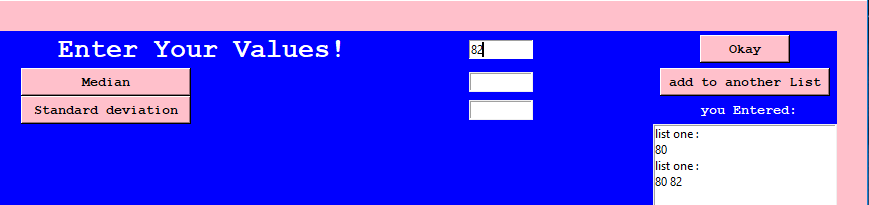 Enter Your Values!
82
Okay
Median
add to another List
Standard deviation
you Entered:
list one :
80
list one :
80 82